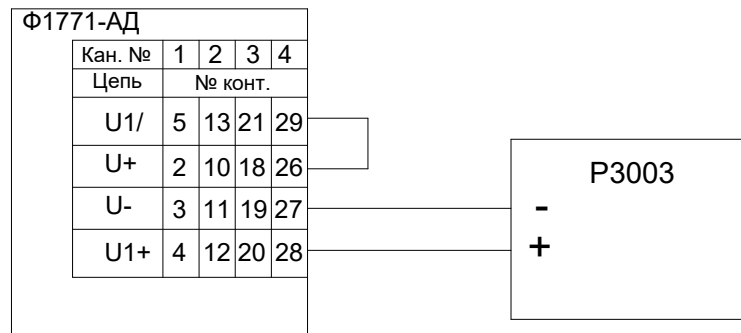 Ф1771-АД
Кан. № 1 2 3 4
Цепь № конт.
U1/ 5 13 21 29
U+ 2 10 18 26
U- 3 11 19 27
U1+ 4 12 20 28
Р3003
-
+